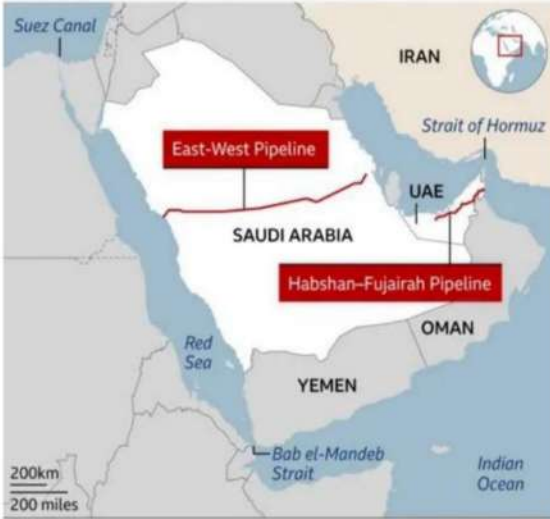 Suez Canal
IRAN
Strait of Hormuz
East-West Pipeline
UAE
SAUDI ARABIA
Habshan–Fujairah Pipeline
OMAN
Red
Sea
YEMEN
Bab el-Mandeb
Strait
Indian
Ocean
200km
200 miles